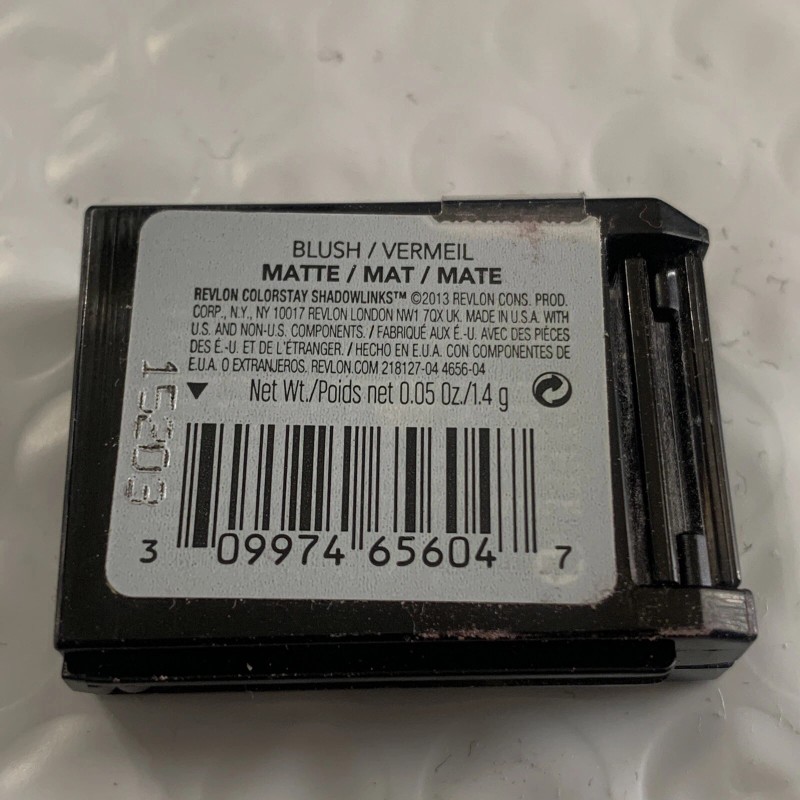 BLUSH / VERMEIL
MATTE / MAT / MATE
REVLON COLORSTAY SHADOWLINKS™ ©2013 REVLON CONS. PROD.
CORP., N.Y., NY 10017 REVLON LONDON NW1 7QX UK. MADE IN U.S.A. WITH
U.S. AND NON-U.S. COMPONENTS. / FABRIQUÉ AUX É.-U. AVEC DES PIÈCES
DES É.-U. ET DE L'ÉTRANGER. / HECHO EN E.U.A. CON COMPONENTES DE
E.U.A. O EXTRANJEROS. REVLON.COM 218127-04 4656-04
Net Wt./Poids net 0.05 Oz./1.4 g
3 09974 65604 7